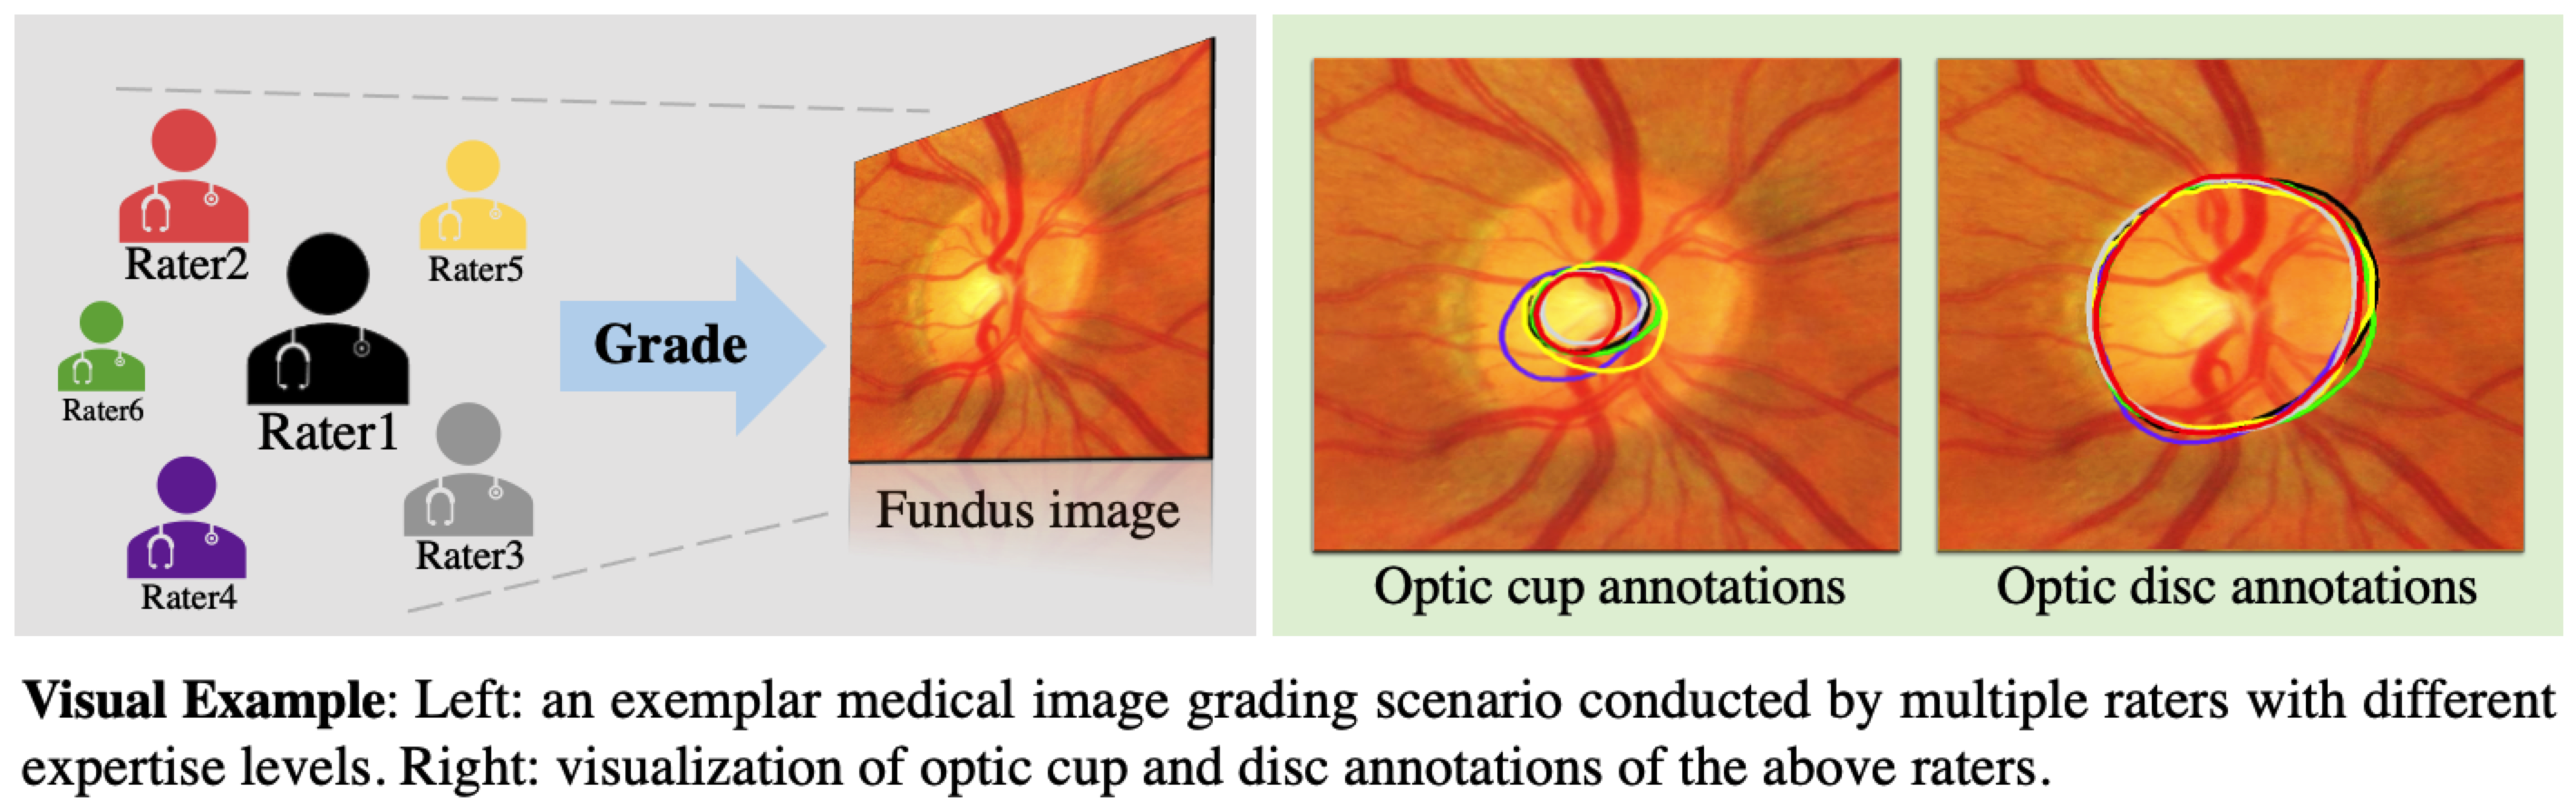 Rater2
Rater5
Rater6
Rater1
Rater4
Rater3
Grade
Fundus image
Optic cup annotations
Optic disc annotations
Visual Example: Left: an exemplar medical image grading scenario conducted by multiple raters with different
expertise levels. Right: visualization of optic cup and disc annotations of the above raters.